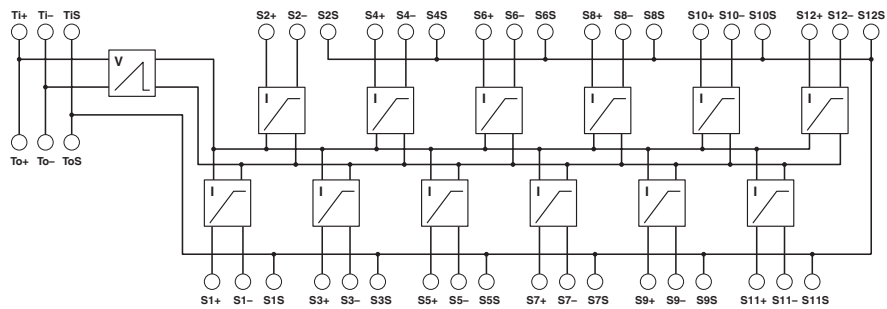 Ti+ Ti– TiS S2+ S2– S2S S4+ S4– S4S S6+ S6– S6S S8+ S8– S8S S10+ S10– S10S S12+ S12– S12S
V
I I I I I I
To+ To– ToS
I I I I I I
S1+ S1– S1S S3+ S3– S3S S5+ S5– S5S S7+ S7– S7S S9+ S9– S9S S11+ S11– S11S